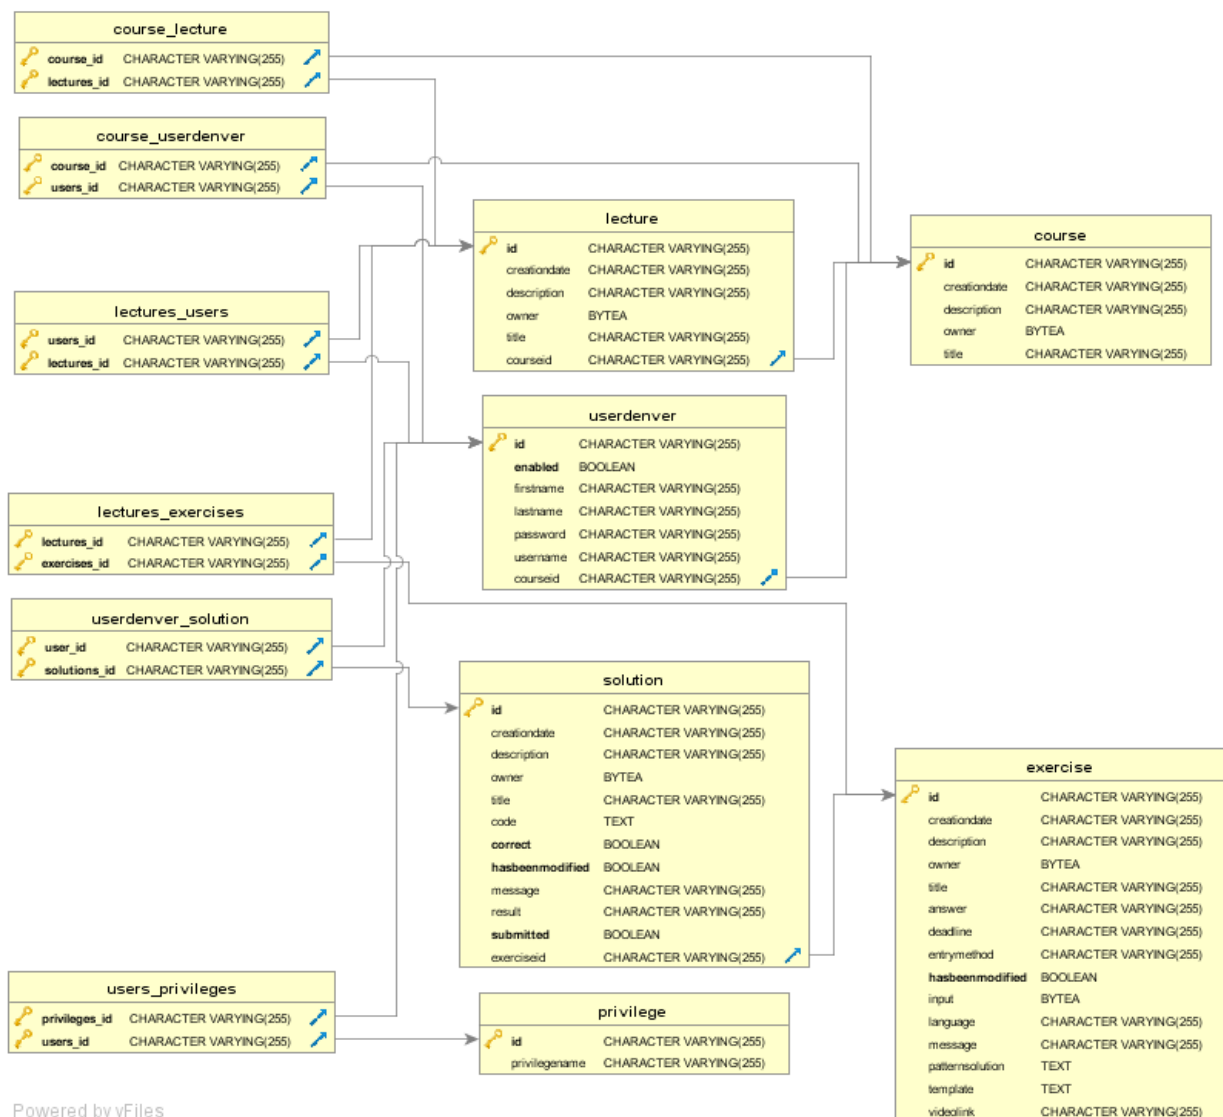 course_lecture
course_id CHARACTER VARYING(255)
lectures_id CHARACTER VARYING(255)
course_userdenver
course_id CHARACTER VARYING(255)
users_id CHARACTER VARYING(255)
lectures_users
users_id CHARACTER VARYING(255)
lectures_id CHARACTER VARYING(255)
lectures_exercises
lectures_id CHARACTER VARYING(255)
exercises_id CHARACTER VARYING(255)
userdenver_solution
user_id CHARACTER VARYING(255)
solutions_id CHARACTER VARYING(255)
users_privileges
privileges_id CHARACTER VARYING(255)
users_id CHARACTER VARYING(255)
lecture
id CHARACTER VARYING(255)
creationdate CHARACTER VARYING(255)
description CHARACTER VARYING(255)
owner BYTEA
title CHARACTER VARYING(255)
courseid CHARACTER VARYING(255)
userdenver
id CHARACTER VARYING(255)
enabled BOOLEAN
firstname CHARACTER VARYING(255)
lastname CHARACTER VARYING(255)
password CHARACTER VARYING(255)
username CHARACTER VARYING(255)
courseid CHARACTER VARYING(255)
solution
id CHARACTER VARYING(255)
creationdate CHARACTER VARYING(255)
description CHARACTER VARYING(255)
owner BYTEA
title CHARACTER VARYING(255)
code TEXT
correct BOOLEAN
hasbeenmodified BOOLEAN
message CHARACTER VARYING(255)
result CHARACTER VARYING(255)
submitted BOOLEAN
exerciseid CHARACTER VARYING(255)
privilege
id CHARACTER VARYING(255)
privilegename CHARACTER VARYING(255)
course
id CHARACTER VARYING(255)
creationdate CHARACTER VARYING(255)
description CHARACTER VARYING(255)
owner BYTEA
title CHARACTER VARYING(255)
exercise
id CHARACTER VARYING(255)
creationdate CHARACTER VARYING(255)
description CHARACTER VARYING(255)
owner BYTEA
title CHARACTER VARYING(255)
answer CHARACTER VARYING(255)
deadline CHARACTER VARYING(255)
entrymethod CHARACTER VARYING(255)
hasbeenmodified BOOLEAN
input BYTEA
language CHARACTER VARYING(255)
message CHARACTER VARYING(255)
patternsolution TEXT
template TEXT
videolink CHARACTER VARYING(255)
Powered by yFiles